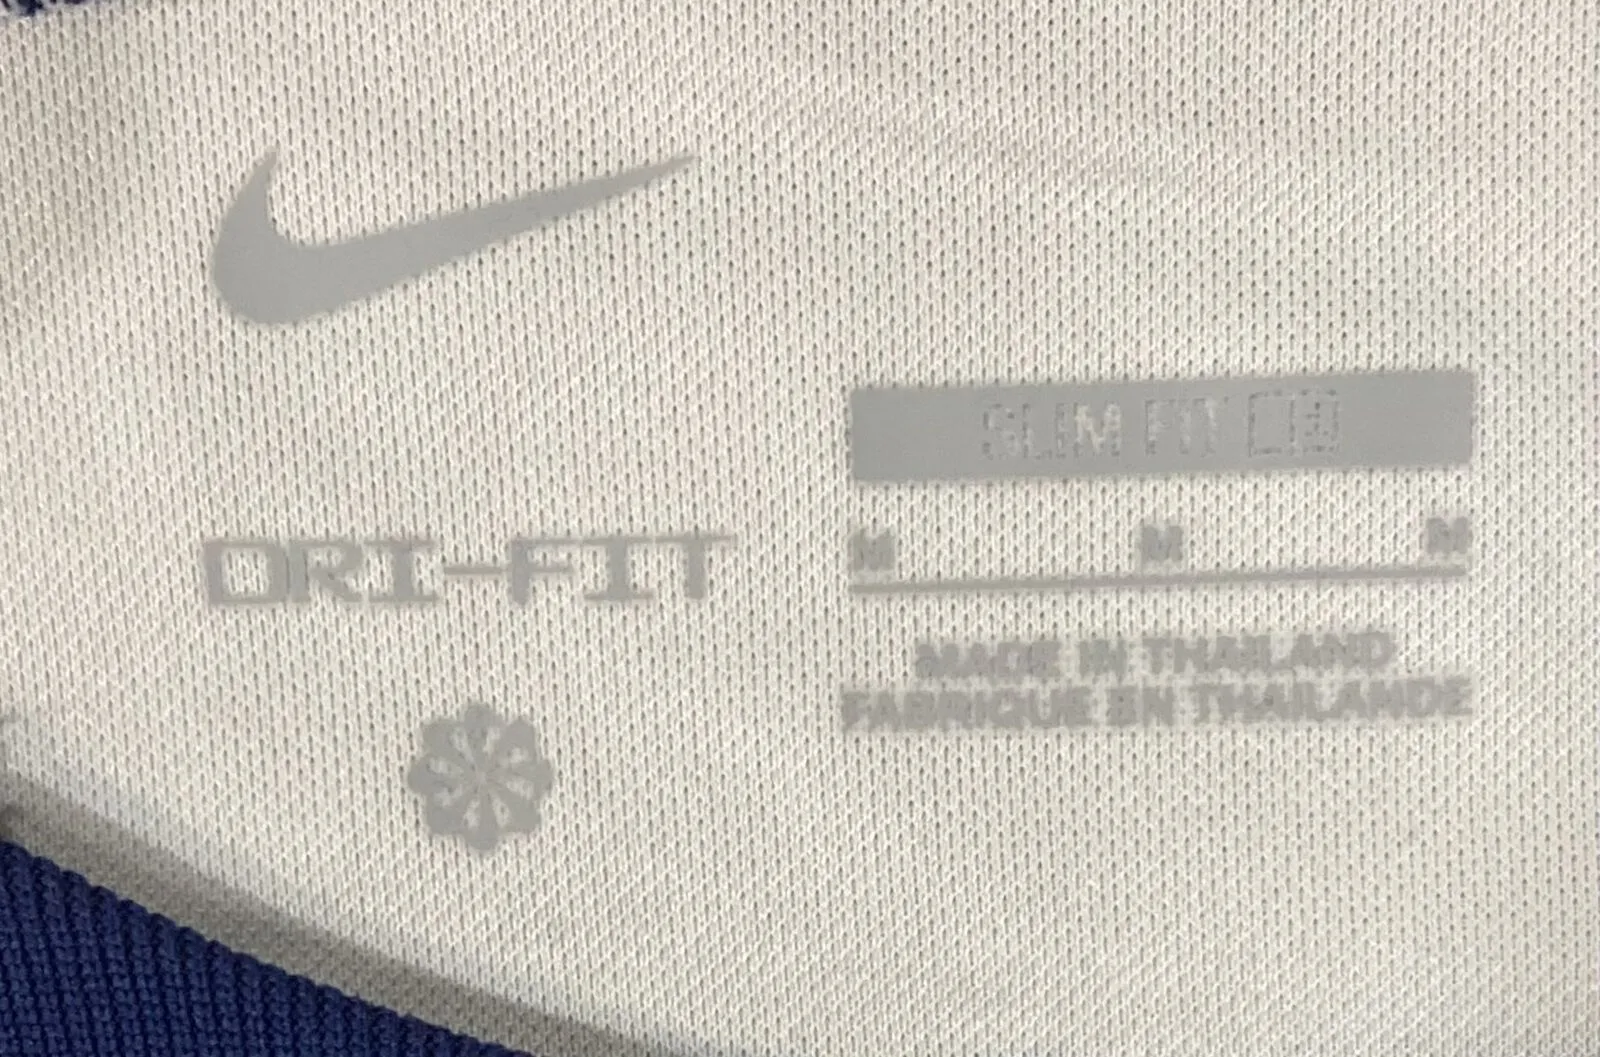 SLIM FIT
DRI-FIT
M M M
MADE IN THAILAND
FABRIQUE EN THAILANDE